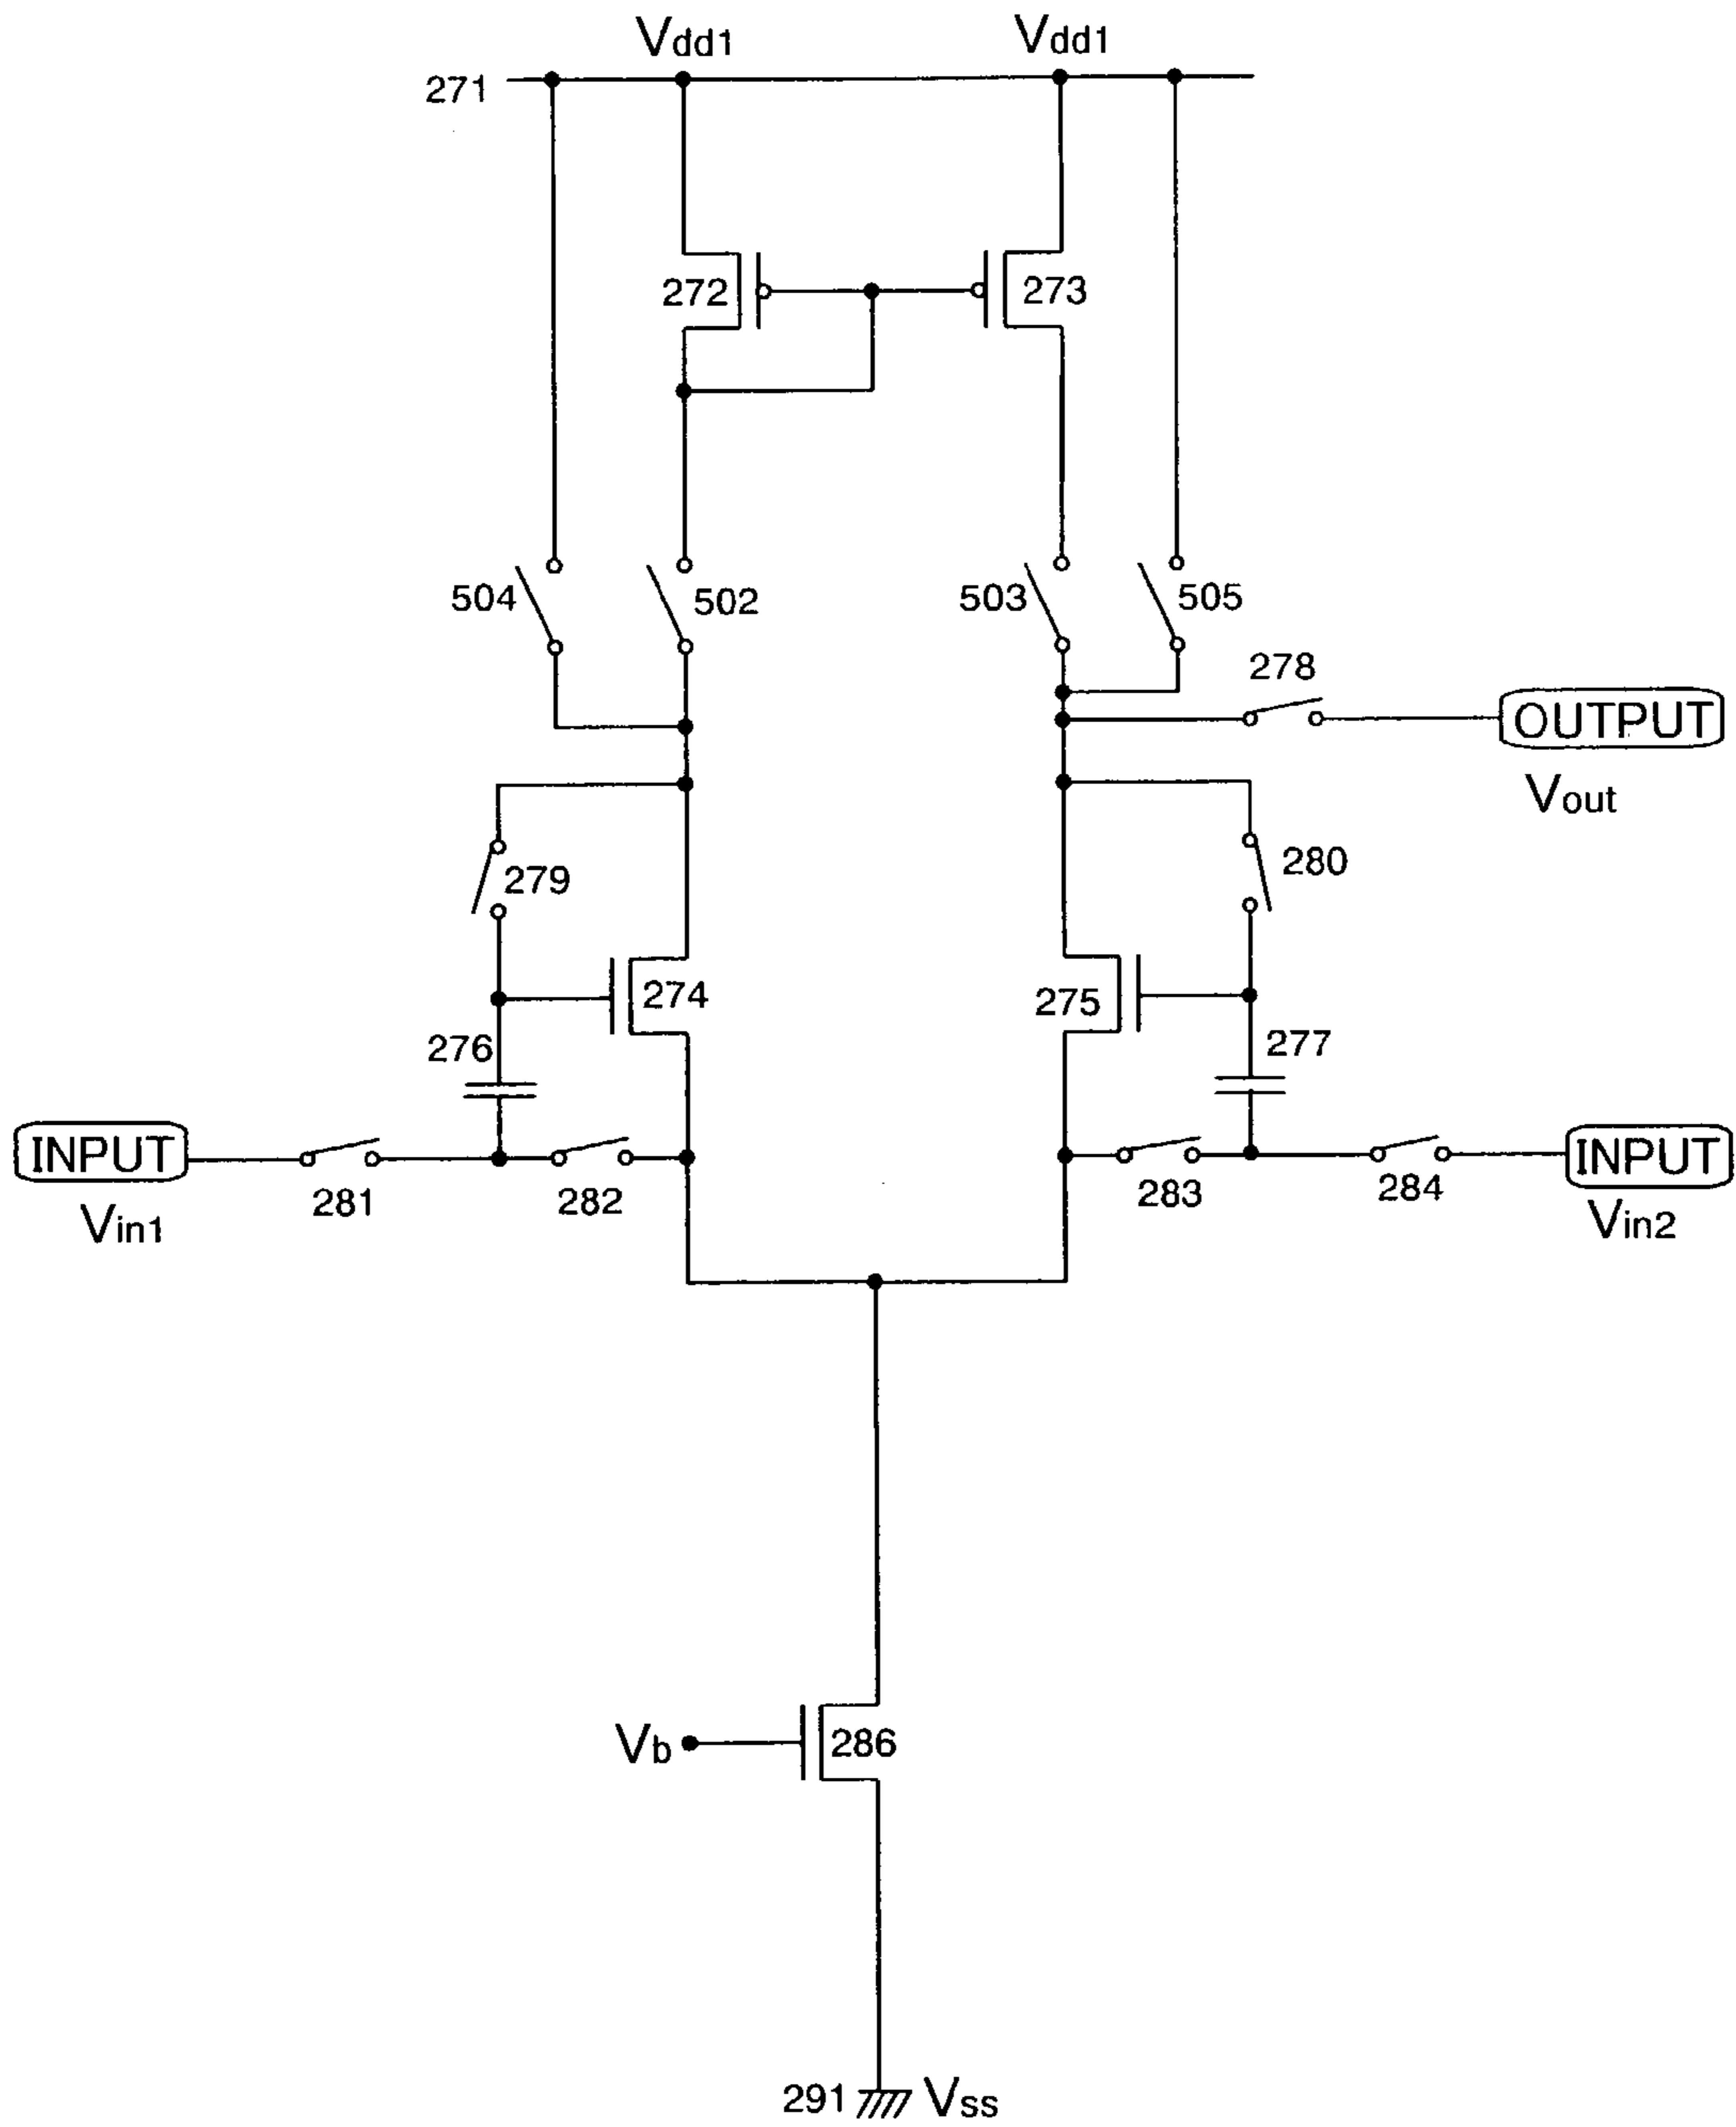 Vdd1 Vdd1
271
272 273
504 502 503 505
278
OUTPUT
Vout
279 280
274 275
276 277
INPUT INPUT
281 282 283 284
Vin1 Vin2
Vb 286
291 Vss